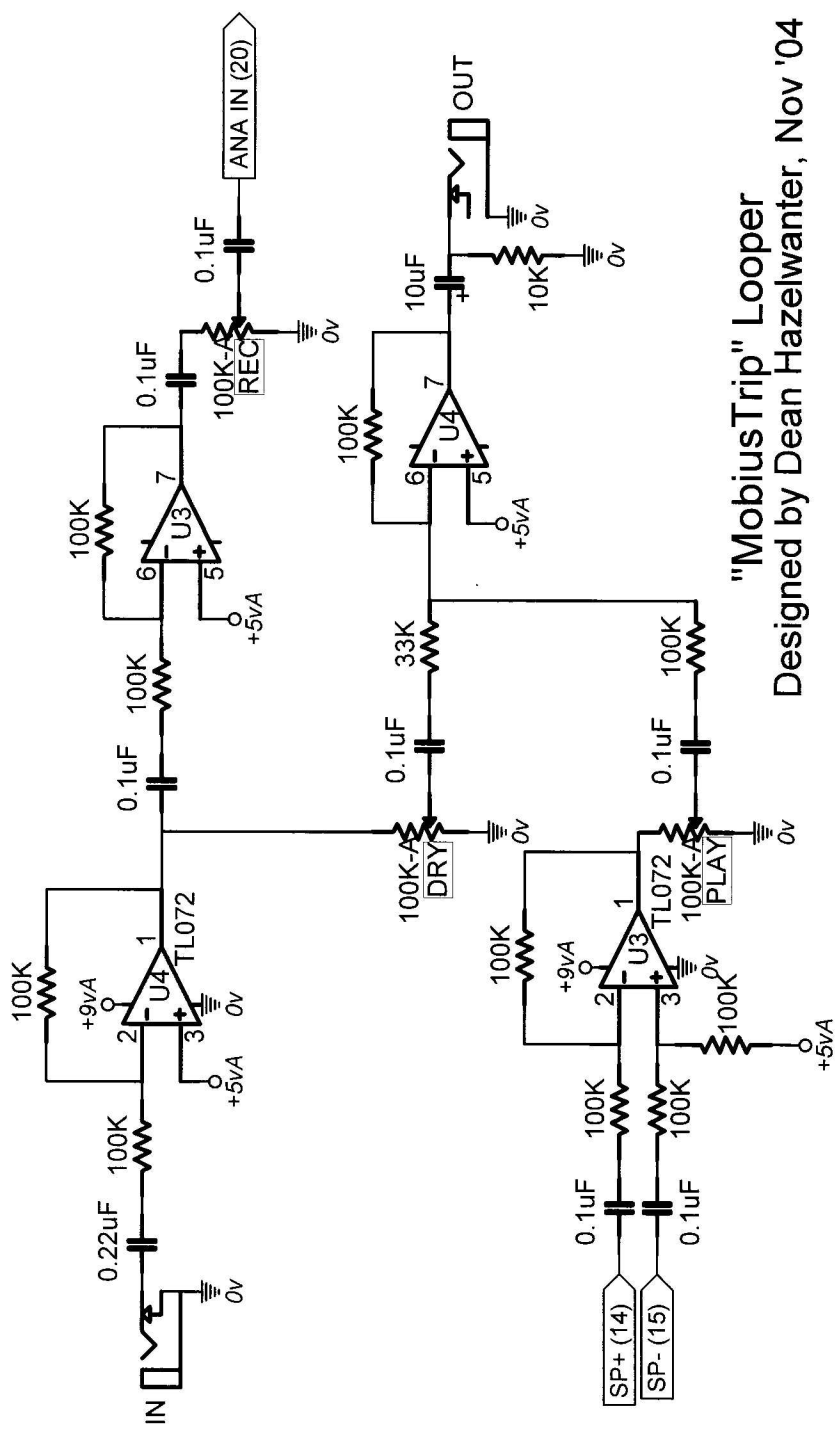 IN
0.22uF
100K
100K
+9vA
2
U4
1
3
TL072
0v
+5vA
0v
0.1uF
100K
100K
6
U3
7
5
+5vA
0.1uF
100K-A
REC
0v
0.1uF
ANA IN (20)
100K-A
DRY
0v
0.1uF
33K
100K
6
U4
7
5
+5vA
10uF
+
10K
0v
0v
OUT
SP+ (14)
SP- (15)
0.1uF
0.1uF
100K
100K
100K
+9vA
2
U3
1
3
TL072
0v
100K
+5vA
100K-A
PLAY
0v
0.1uF
100K
"MobiusTrip" Looper
Designed by Dean Hazelwanter, Nov '04